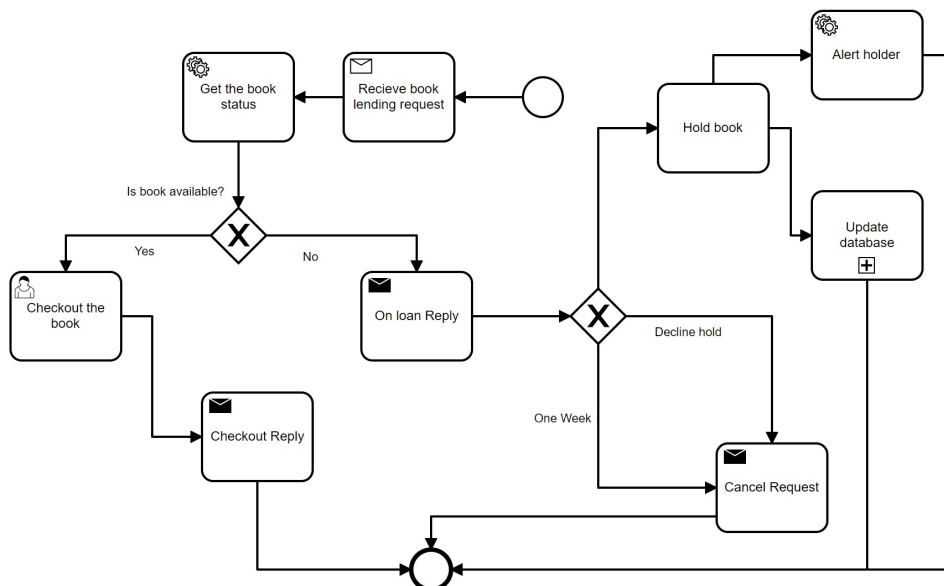 Alert holder
Get the book
status
Recieve book
lending request
Hold book
Is book available?
Yes
No
Update
database
Checkout the
book
On loan Reply
Decline hold
One Week
Checkout Reply
Cancel Request